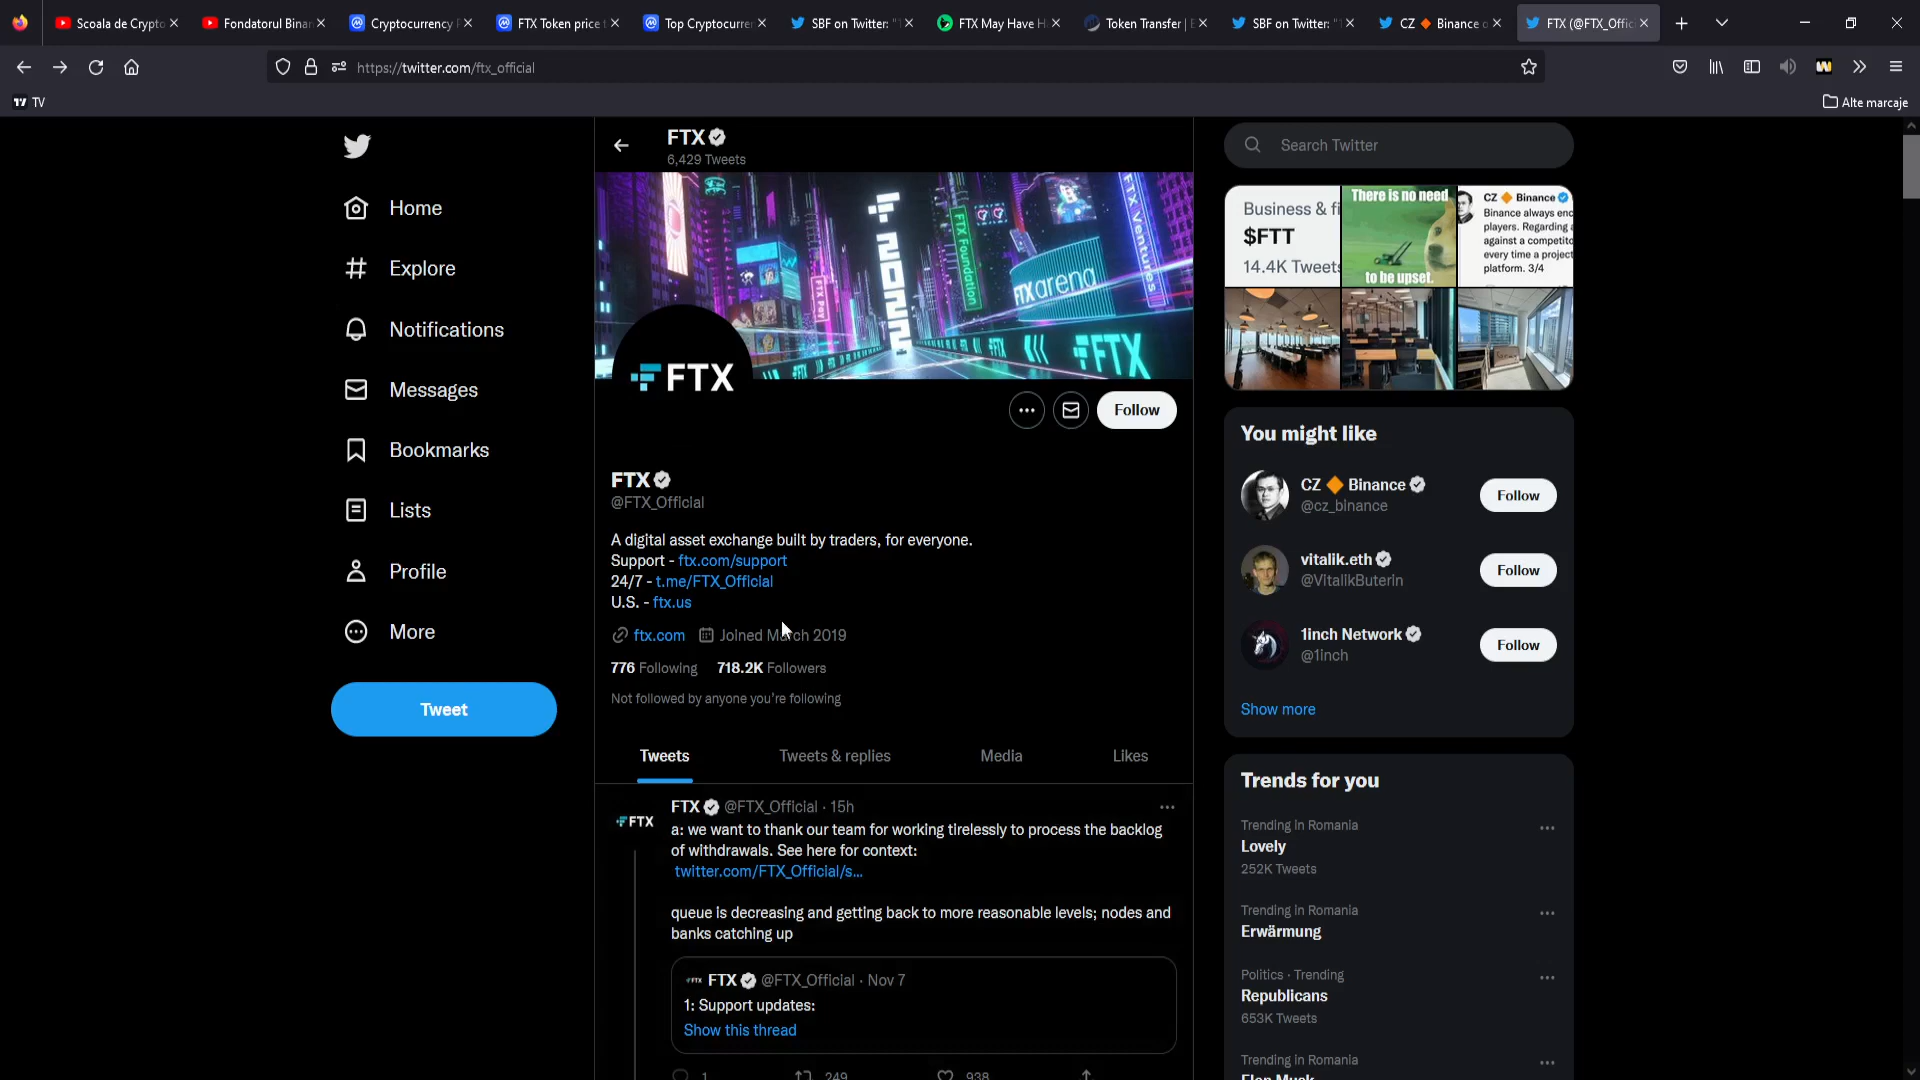 Scoala de Crypto
Fondatorul Binan
Cryptocurrency
FTX Token price
Top Cryptocurre
SBF on Twitter: "
FTX May Have
Token Transfer |
SBF on Twitter: "
CZ 🔶 Binance
FTX (@FTX_Offic
https://twitter.com/ftx_official
TV
Alte marcaje
Home
Explore
Notifications
Messages
Bookmarks
Lists
Profile
More
Tweet
FTX
6,429 Tweets
FTX Pay
FTX Foundation
FTX arena
FTX Ventures
FTX
FTX
Follow
FTX
@FTX_Official
A digital asset exchange built by traders, for everyone.
Support - ftx.com/support
24/7 - t.me/FTX_Official
U.S. - ftx.us
ftx.com Joined March 2019
776 Following 718.2K Followers
Not followed by anyone you're following
Tweets Tweets & replies Media Likes
FTX @FTX_Official · 15h
a: we want to thank our team for working tirelessly to process the backlog
of withdrawals. See here for context:
twitter.com/FTX_Official/s...
queue is decreasing and getting back to more reasonable levels; nodes and
banks catching up
FTX @FTX_Official · Nov 7
1: Support updates:
Show this thread
1 249 938
Search Twitter
Business & fi
$FTT
14.4K Tweets
There is no need
to be upset.
CZ 🔶 Binance
Binance always enc
players. Regarding
against a competito
every time a project
platform. 3/4
You might like
CZ 🔶 Binance
@cz_binance
Follow
vitalik.eth
@VitalikButerin
Follow
1inch Network
@1inch
Follow
Show more
Trends for you
Trending in Romania
Lovely
252K Tweets
Trending in Romania
Erwärmung
Politics · Trending
Republicans
653K Tweets
Trending in Romania
Elon Musk